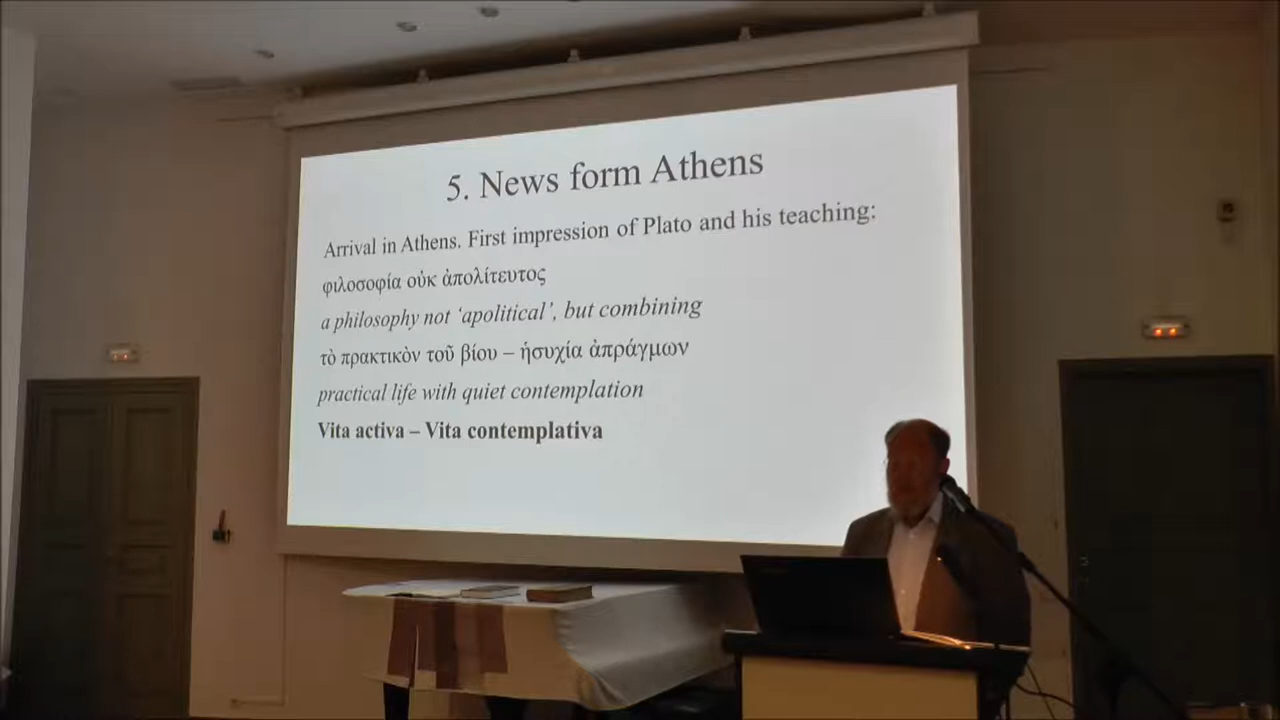 5. News form Athens
Arrival in Athens. First impression of Plato and his teaching:
φιλοσοφία οὐκ ἀπολίτευτος
a philosophy not ‘apolitical’, but combining
τὸ πρακτικὸν τοῦ βίου – ἡσυχία ἀπράγμων
practical life with quiet contemplation
Vita activa – Vita contemplativa